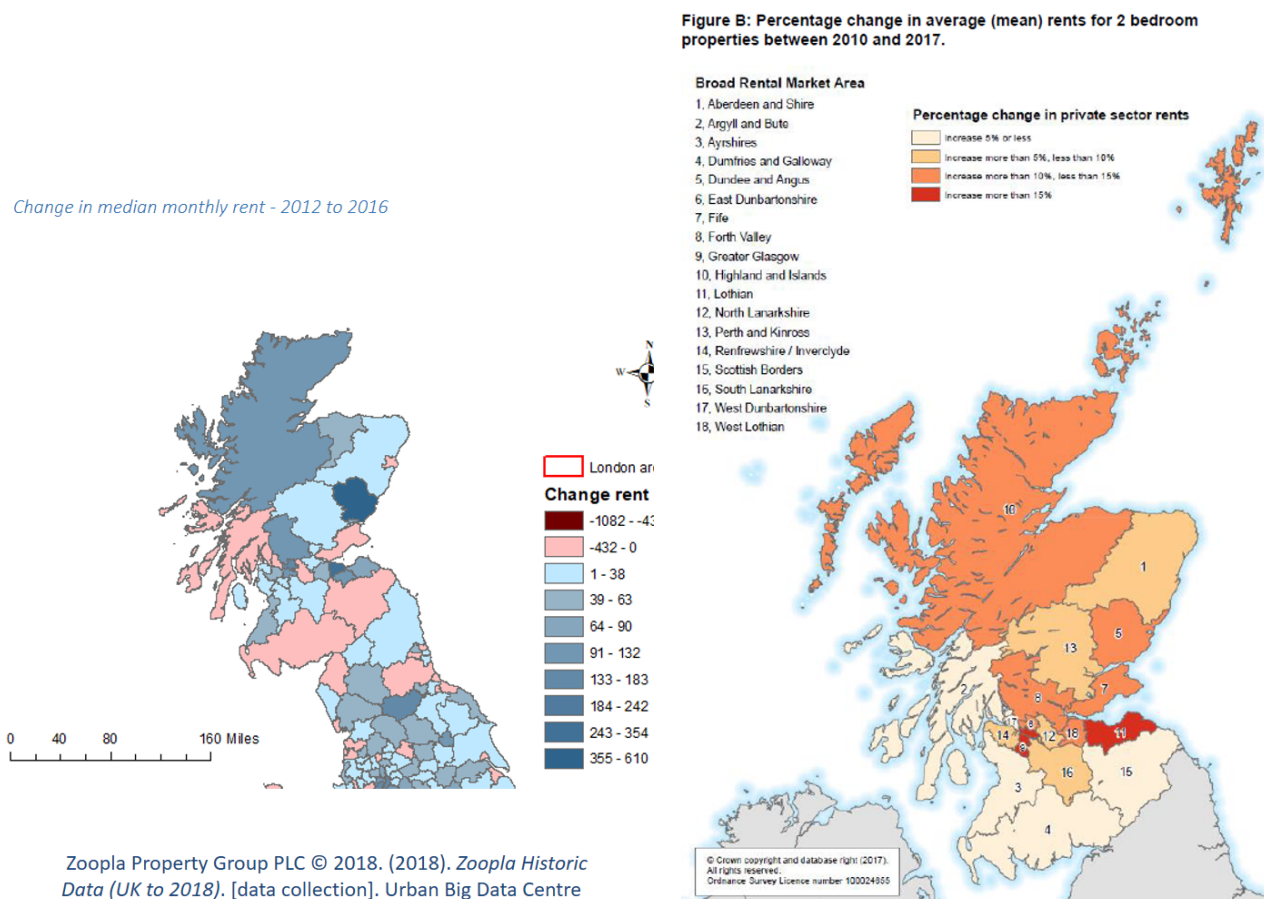 Change in median monthly rent - 2012 to 2016
N
W
S
London are
Change rent
-1082 - -43
-432 - 0
1 - 38
39 - 63
64 - 90
91 - 132
133 - 183
184 - 242
243 - 354
355 - 610
0 40 80 160 Miles
Zoopla Property Group PLC © 2018. (2018). Zoopla Historic
Data (UK to 2018). [data collection]. Urban Big Data Centre
Figure B: Percentage change in average (mean) rents for 2 bedroom
properties between 2010 and 2017.
Broad Rental Market Area
1, Aberdeen and Shire
2, Argyll and Bute
3, Ayrshires
4, Dumfries and Galloway
5, Dundee and Angus
6, East Dunbartonshire
7, Fife
8, Forth Valley
9, Greater Glasgow
10, Highland and Islands
11, Lothian
12, North Lanarkshire
13, Perth and Kinross
14, Renfrewshire / Inverclyde
15, Scottish Borders
16, South Lanarkshire
17, West Dunbartonshire
18, West Lothian
Percentage change in private sector rents
Increase 5% or less
Increase more than 5%, less than 10%
Increase more than 10%, less than 15%
Increase more than 15%
10
1
5
13
2
7
8
17
6
14
12
18
11
9
16
15
3
4
© Crown copyright and database right (2017).
All rights reserved.
Ordnance Survey Licence number 100024655